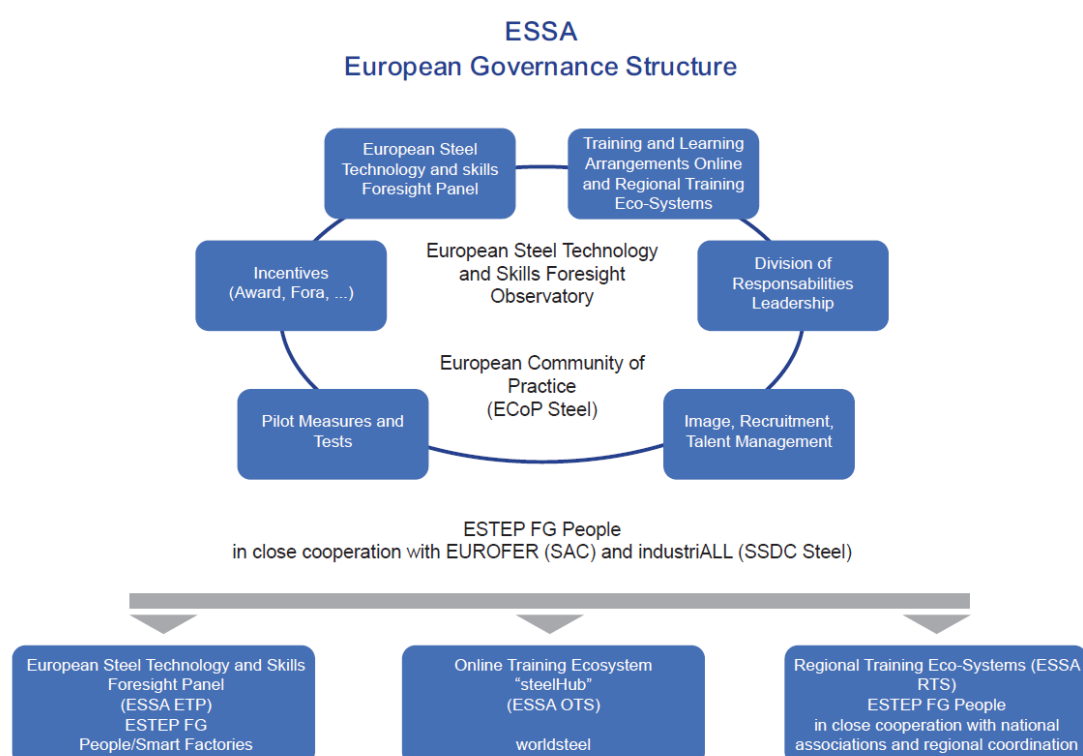 ESSA
European Governance Structure
European Steel
Technology and skills
Foresight Panel
Training and Learning
Arrangements Online
and Regional Training
Eco-Systems
European Steel Technology
and Skills Foresight
Observatory
Incentives
(Award, Fora, ...)
Division of
Responsabilities
Leadership
European Community of
Practice
(ECoP Steel)
Pilot Measures and
Tests
Image, Recruitment,
Talent Management
ESTEP FG People
in close cooperation with EUROFER (SAC) and industriALL (SSDC Steel)
European Steel Technology and Skills
Foresight Panel
(ESSA ETP)
ESTEP FG
People/Smart Factories
Online Training Ecosystem
“steelHub”
(ESSA OTS)
worldsteel
Regional Training Eco-Systems (ESSA
RTS)
ESTEP FG People
in close cooperation with national
associations and regional coordination